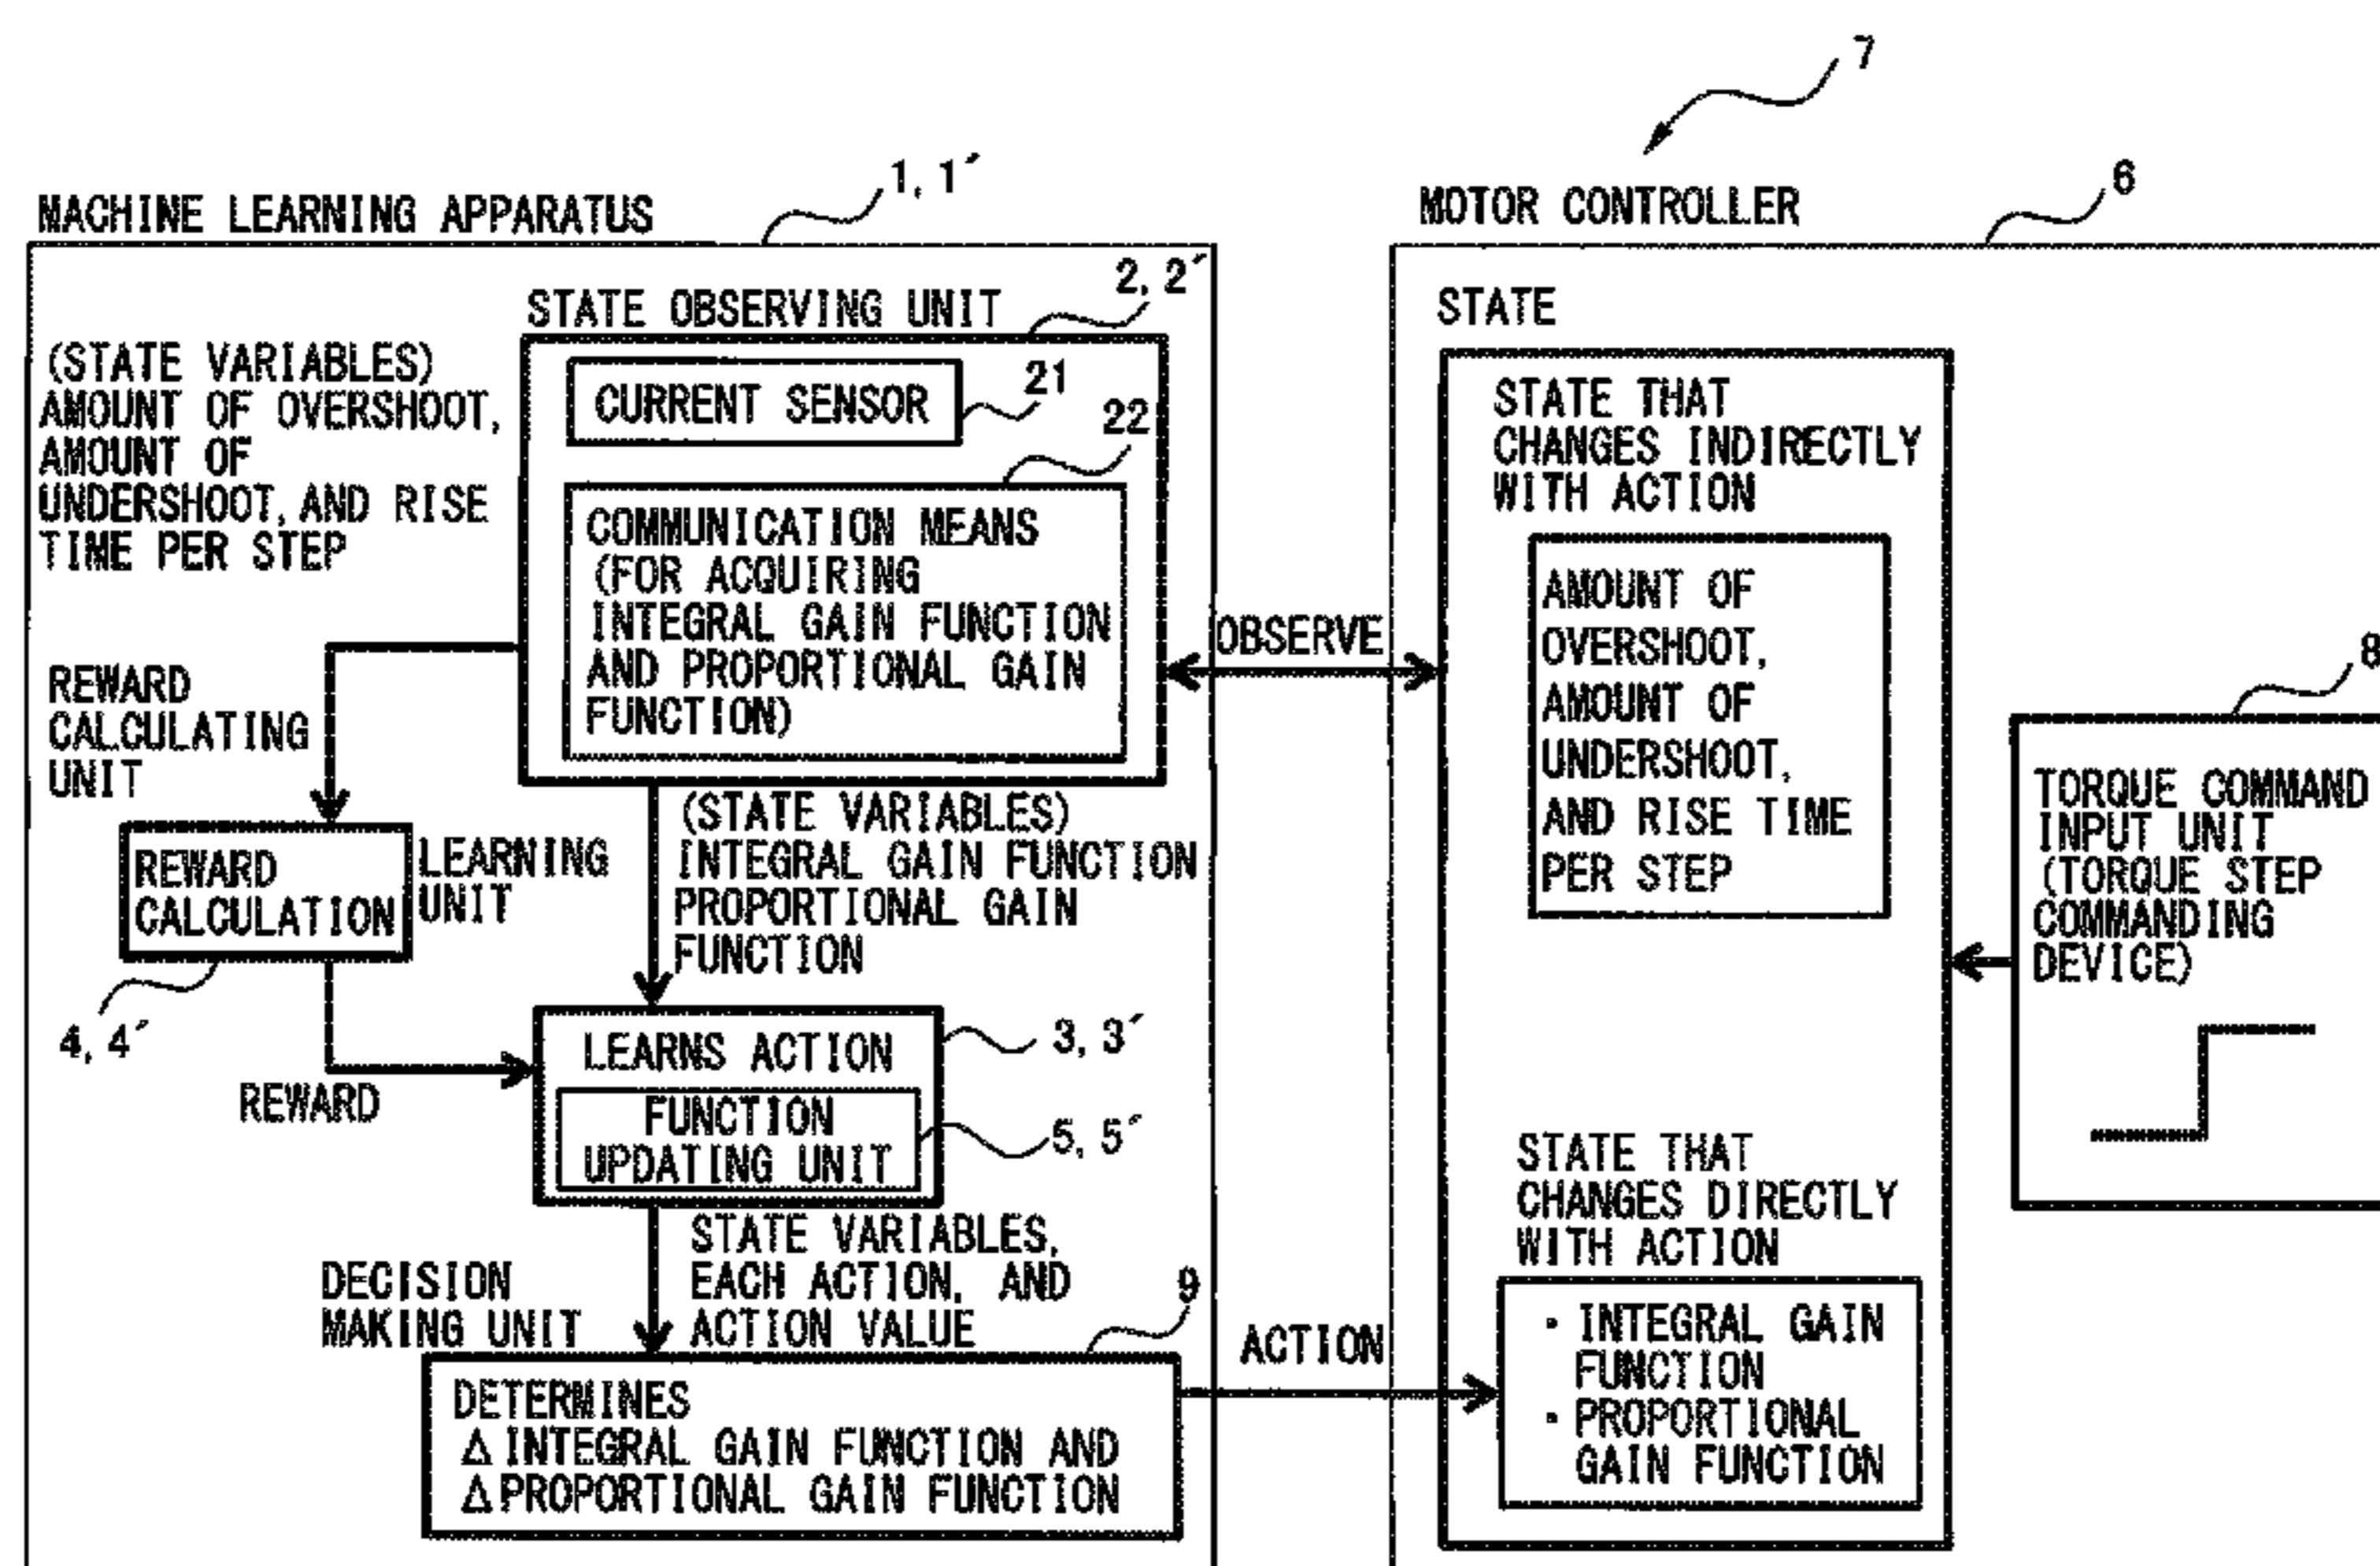 7
1, 1´
MACHINE LEARNING APPARATUS
2, 2´
STATE OBSERVING UNIT
(STATE VARIABLES)
AMOUNT OF OVERSHOOT,
AMOUNT OF
UNDERSHOOT, AND RISE
TIME PER STEP
CURRENT SENSOR
21
22
COMMUNICATION MEANS
(FOR ACQUIRING
INTEGRAL GAIN FUNCTION
AND PROPORTIONAL GAIN
FUNCTION)
REWARD
CALCULATING
UNIT
REWARD
CALCULATION
4, 4´
LEARNING
UNIT
(STATE VARIABLES)
INTEGRAL GAIN FUNCTION
PROPORTIONAL GAIN
FUNCTION
REWARD
LEARNS ACTION
3, 3´
FUNCTION
UPDATING UNIT
5, 5´
STATE VARIABLES,
EACH ACTION, AND
ACTION VALUE
DECISION
MAKING UNIT
9
DETERMINES
Δ INTEGRAL GAIN FUNCTION AND
Δ PROPORTIONAL GAIN FUNCTION
OBSERVE
ACTION
MOTOR CONTROLLER
6
STATE
STATE THAT
CHANGES INDIRECTLY
WITH ACTION
AMOUNT OF
OVERSHOOT,
AMOUNT OF
UNDERSHOOT,
AND RISE TIME
PER STEP
STATE THAT
CHANGES DIRECTLY
WITH ACTION
・INTEGRAL GAIN
FUNCTION
・PROPORTIONAL
GAIN FUNCTION
8
TORQUE COMMAND
INPUT UNIT
(TORQUE STEP
COMMANDING
DEVICE)